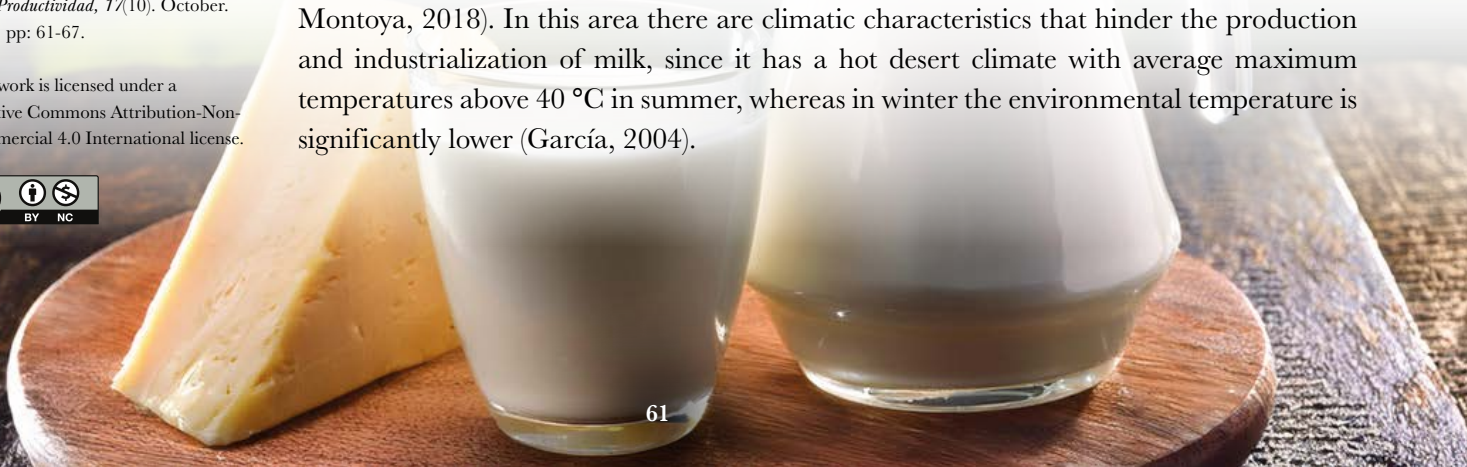 Productividad, 17(10). October.
pp: 61-67.
work is licensed under a
Commons Attribution-Non-
4.0 International license.
BY NC
Montoya, 2018). In this area there are climatic characteristics that hinder the production
and industrialization of milk, since it has a hot desert climate with average maximum
temperatures above 40 °C in summer, whereas in winter the environmental temperature is
significantly lower (García, 2004).
61